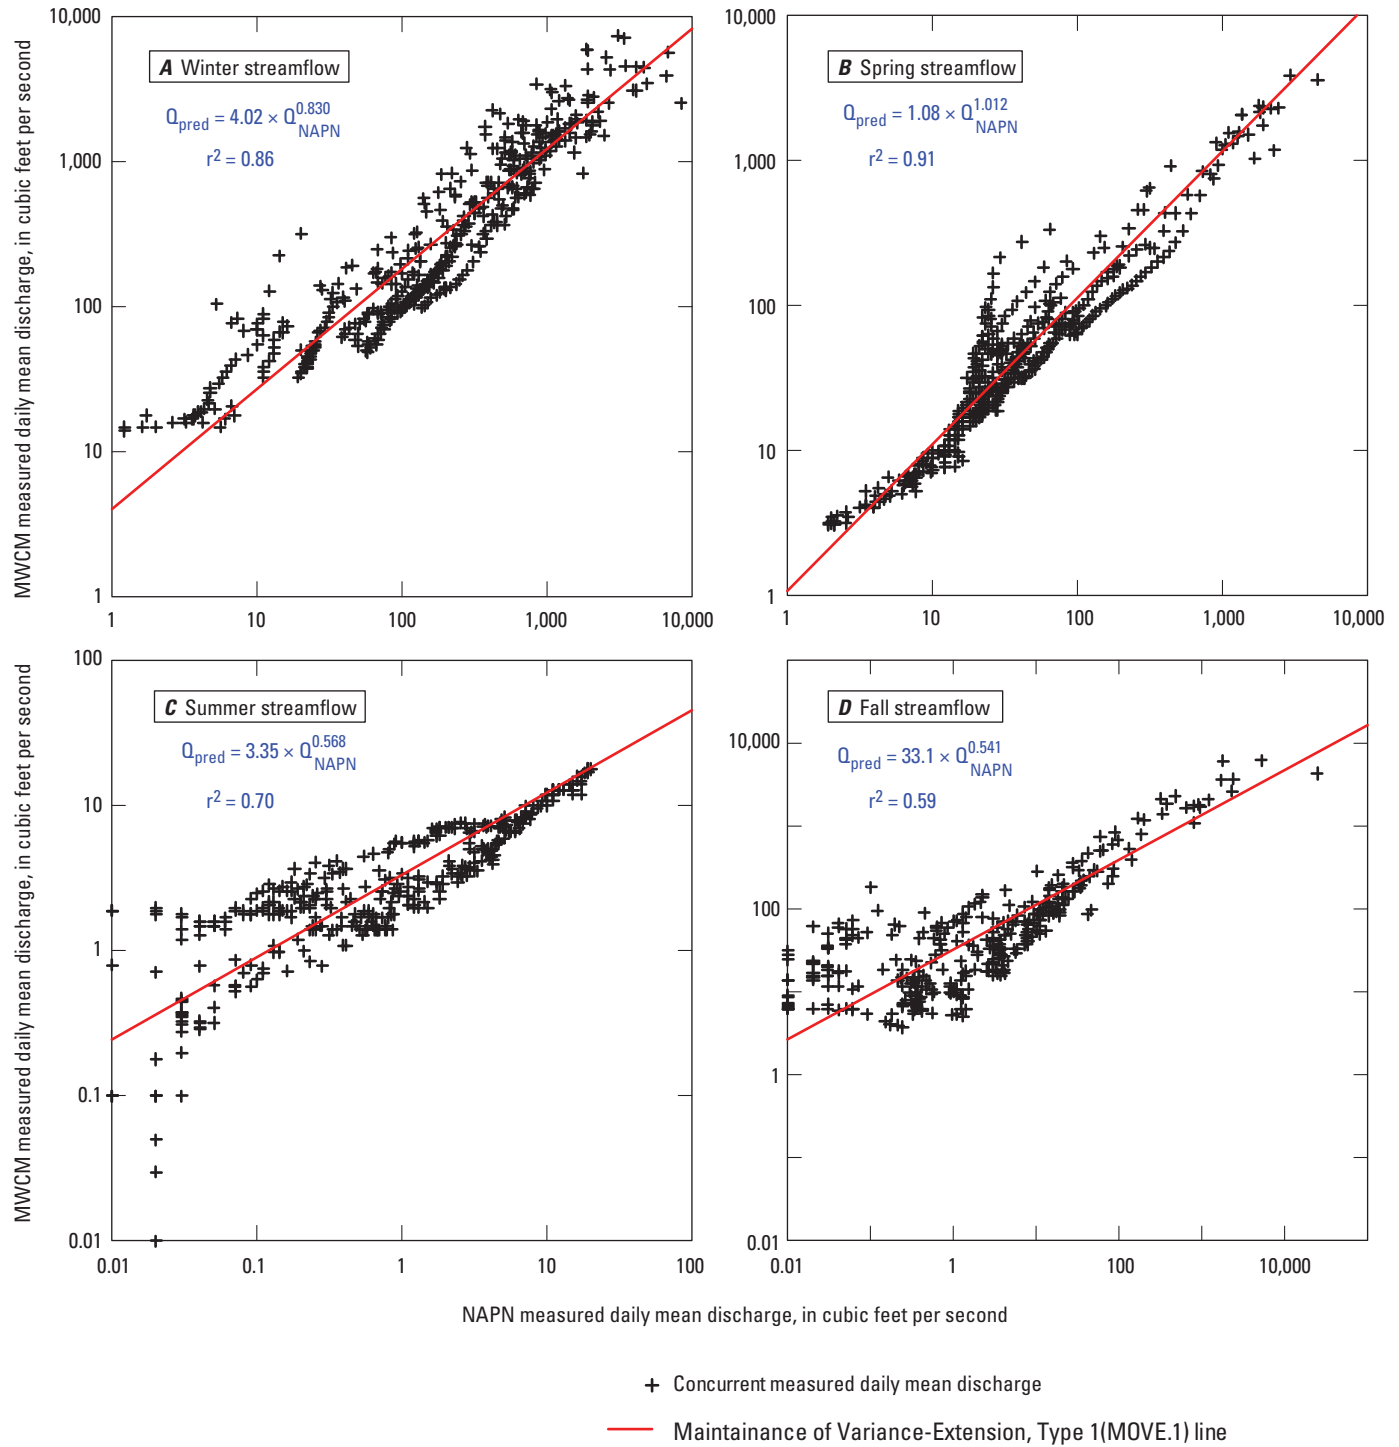 10,000
1,000
100
10
1
MWCM measured daily mean discharge, in cubic feet per second
A Winter streamflow
Qpred = 4.02 × Q0.830NAPN
r2 = 0.86
1 10 100 1,000 10,000
10,000
1,000
100
10
1
B Spring streamflow
Qpred = 1.08 × Q1.012NAPN
r2 = 0.91
1 10 100 1,000 10,000
100
10
1
0.1
0.01
MWCM measured daily mean discharge, in cubic feet per second
C Summer streamflow
Qpred = 3.35 × Q0.568NAPN
r2 = 0.70
0.01 0.1 1 10 100
10,000
100
1
0.01
D Fall streamflow
Qpred = 33.1 × Q0.541NAPN
r2 = 0.59
0.01 1 100 10,000
NAPN measured daily mean discharge, in cubic feet per second
Concurrent measured daily mean discharge
Maintainance of Variance-Extension, Type 1(MOVE.1) line